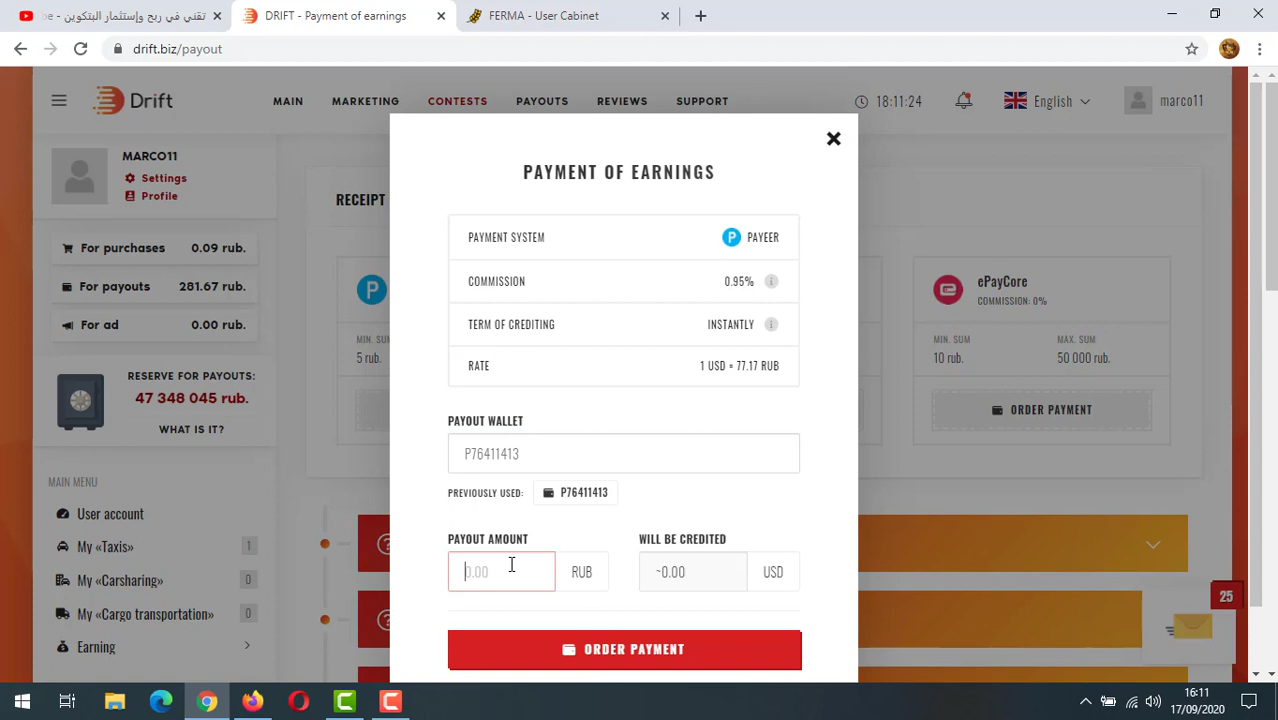 تقني في ربح وإستثمار البتكوين - be
DRIFT - Payment of earnings
FERMA - User Cabinet
drift.biz/payout
Drift
MAIN
MARKETING
CONTESTS
PAYOUTS
REVIEWS
SUPPORT
18:11:24
English
marco11
MARCO11
Settings
Profile
For purchases 0.09 rub.
For payouts 281.67 rub.
For ad 0.00 rub.
RESERVE FOR PAYOUTS:
47 348 045 rub.
WHAT IS IT?
MAIN MENU
User account
My «Taxis» 1
My «Carsharing» 0
My «Cargo transportation» 0
Earning
RECEIPT
P
MIN. SUM
5 rub.
PAYMENT OF EARNINGS
PAYMENT SYSTEM P PAYEER
COMMISSION 0.95% i
TERM OF CREDITING INSTANTLY i
RATE 1 USD = 77.17 RUB
PAYOUT WALLET
P76411413
PREVIOUSLY USED: P76411413
PAYOUT AMOUNT WILL BE CREDITED
0.00 RUB ~0.00 USD
ORDER PAYMENT
ePayCore
COMMISSION: 0%
MIN. SUM MAX. SUM
10 rub. 50 000 rub.
ORDER PAYMENT
25
16:11
17/09/2020